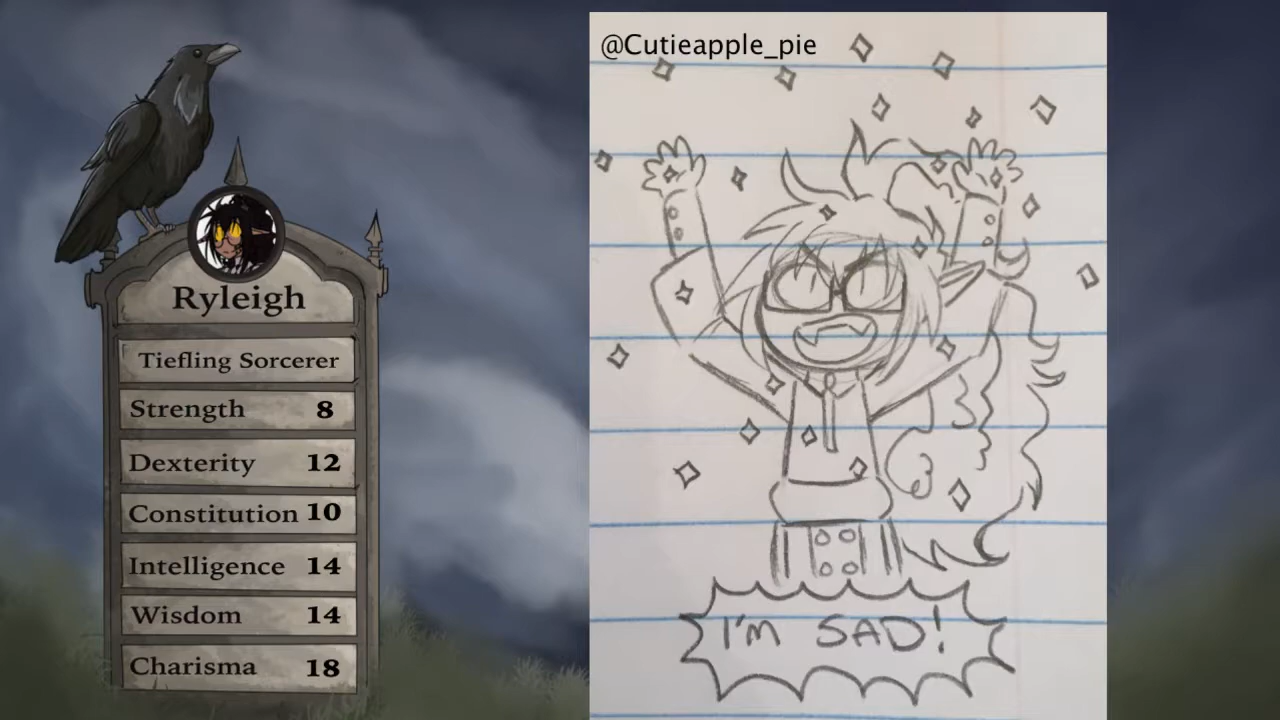 Ryleigh
Tiefling Sorcerer
Strength 8
Dexterity 12
Constitution 10
Intelligence 14
Wisdom 14
Charisma 18
@Cutieapple_pie
I'm SAD!